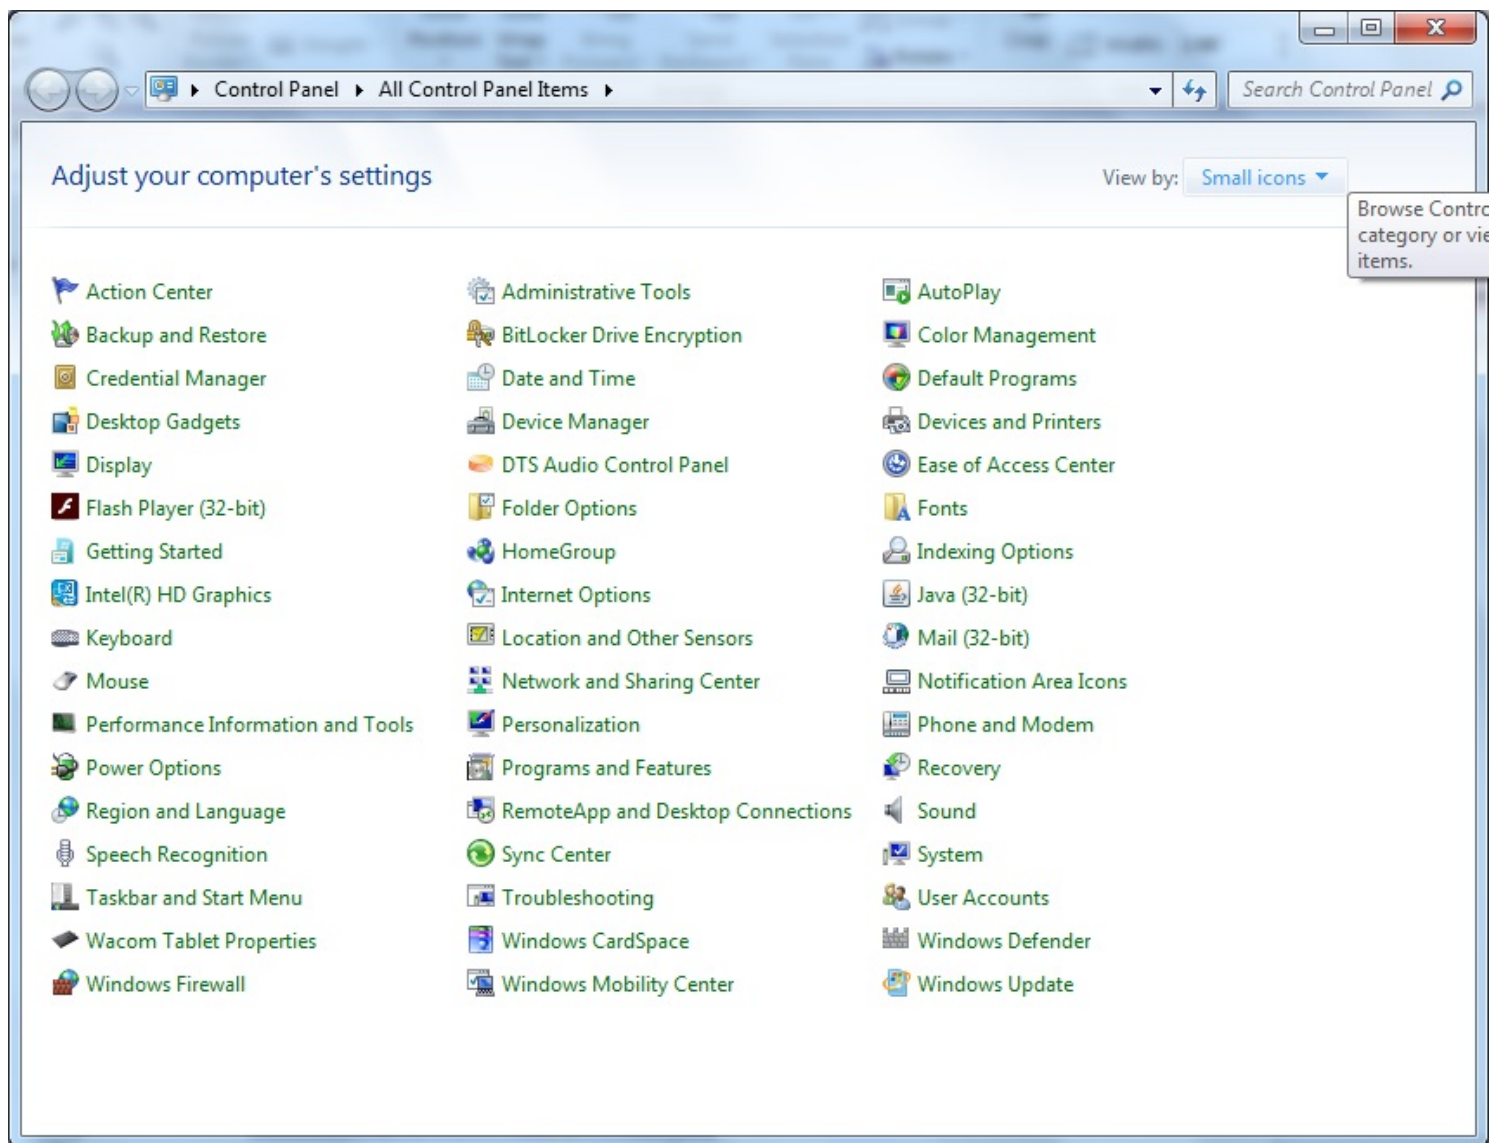 Control Panel All Control Panel Items
Search Control Panel
Adjust your computer's settings
View by: Small icons
Browse Contro
category or vie
items.
Action Center Administrative Tools AutoPlay
Backup and Restore BitLocker Drive Encryption Color Management
Credential Manager Date and Time Default Programs
Desktop Gadgets Device Manager Devices and Printers
Display DTS Audio Control Panel Ease of Access Center
Flash Player (32-bit) Folder Options Fonts
Getting Started HomeGroup Indexing Options
Intel(R) HD Graphics Internet Options Java (32-bit)
Keyboard Location and Other Sensors Mail (32-bit)
Mouse Network and Sharing Center Notification Area Icons
Performance Information and Tools Personalization Phone and Modem
Power Options Programs and Features Recovery
Region and Language RemoteApp and Desktop Connections Sound
Speech Recognition Sync Center System
Taskbar and Start Menu Troubleshooting User Accounts
Wacom Tablet Properties Windows CardSpace Windows Defender
Windows Firewall Windows Mobility Center Windows Update